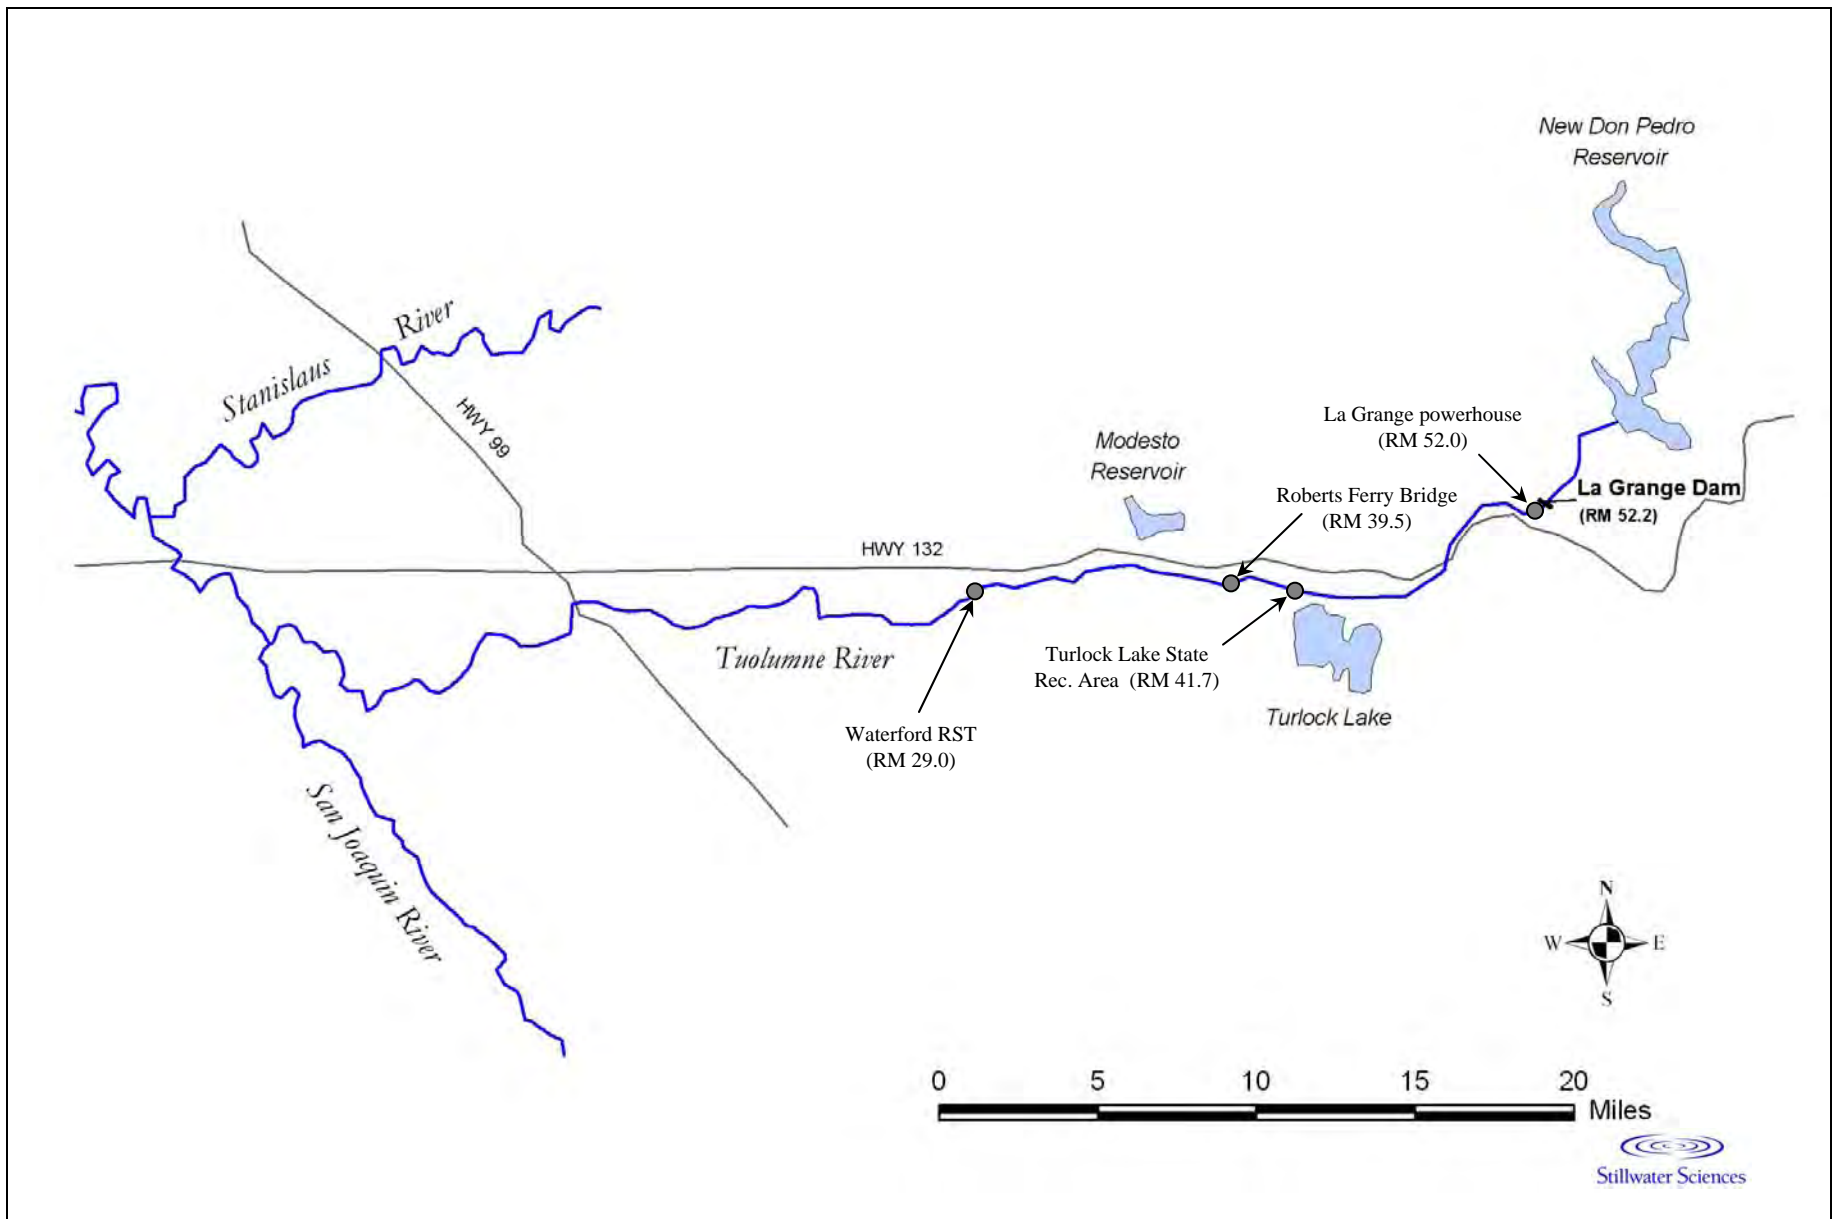 New Don Pedro
Reservoir
Stanislaus River
HWY 99
La Grange powerhouse
(RM 52.0)
Modesto
Reservoir
Roberts Ferry Bridge
(RM 39.5)
La Grange Dam
(RM 52.2)
HWY 132
Tuolumne River
Turlock Lake State
Rec. Area (RM 41.7)
Turlock Lake
Waterford RST
(RM 29.0)
San Joaquin River
N
W E
S
0 5 10 15 20
Miles
Stillwater Sciences